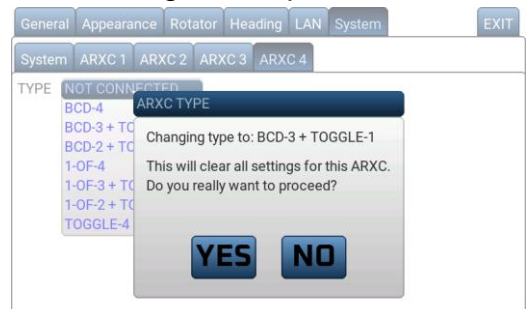 General Appearance Rotator Heading LAN System EXIT
System ARXC 1 ARXC 2 ARXC 3 ARXC 4
TYPE NOT CONNECTED
BCD-4
BCD-3 + TO
BCD-2 + TO
1-OF-4
1-OF-3 + TO
1-OF-2 + TO
TOGGLE-4
ARXC TYPE
Changing type to: BCD-3 + TOGGLE-1
This will clear all settings for this ARXC.
Do you really want to proceed?
YES NO